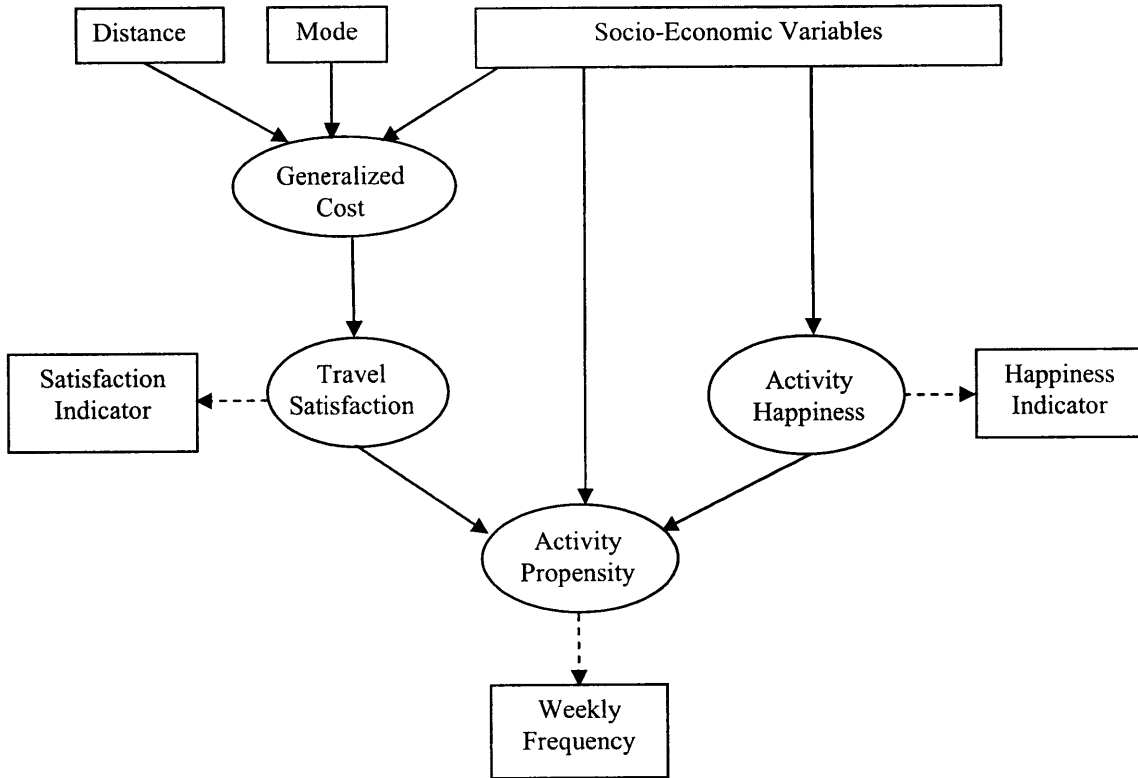 Distance
Mode
Socio-Economic Variables
Generalized
Cost
Satisfaction
Indicator
Travel
Satisfaction
Activity
Happiness
Happiness
Indicator
Activity
Propensity
Weekly
Frequency